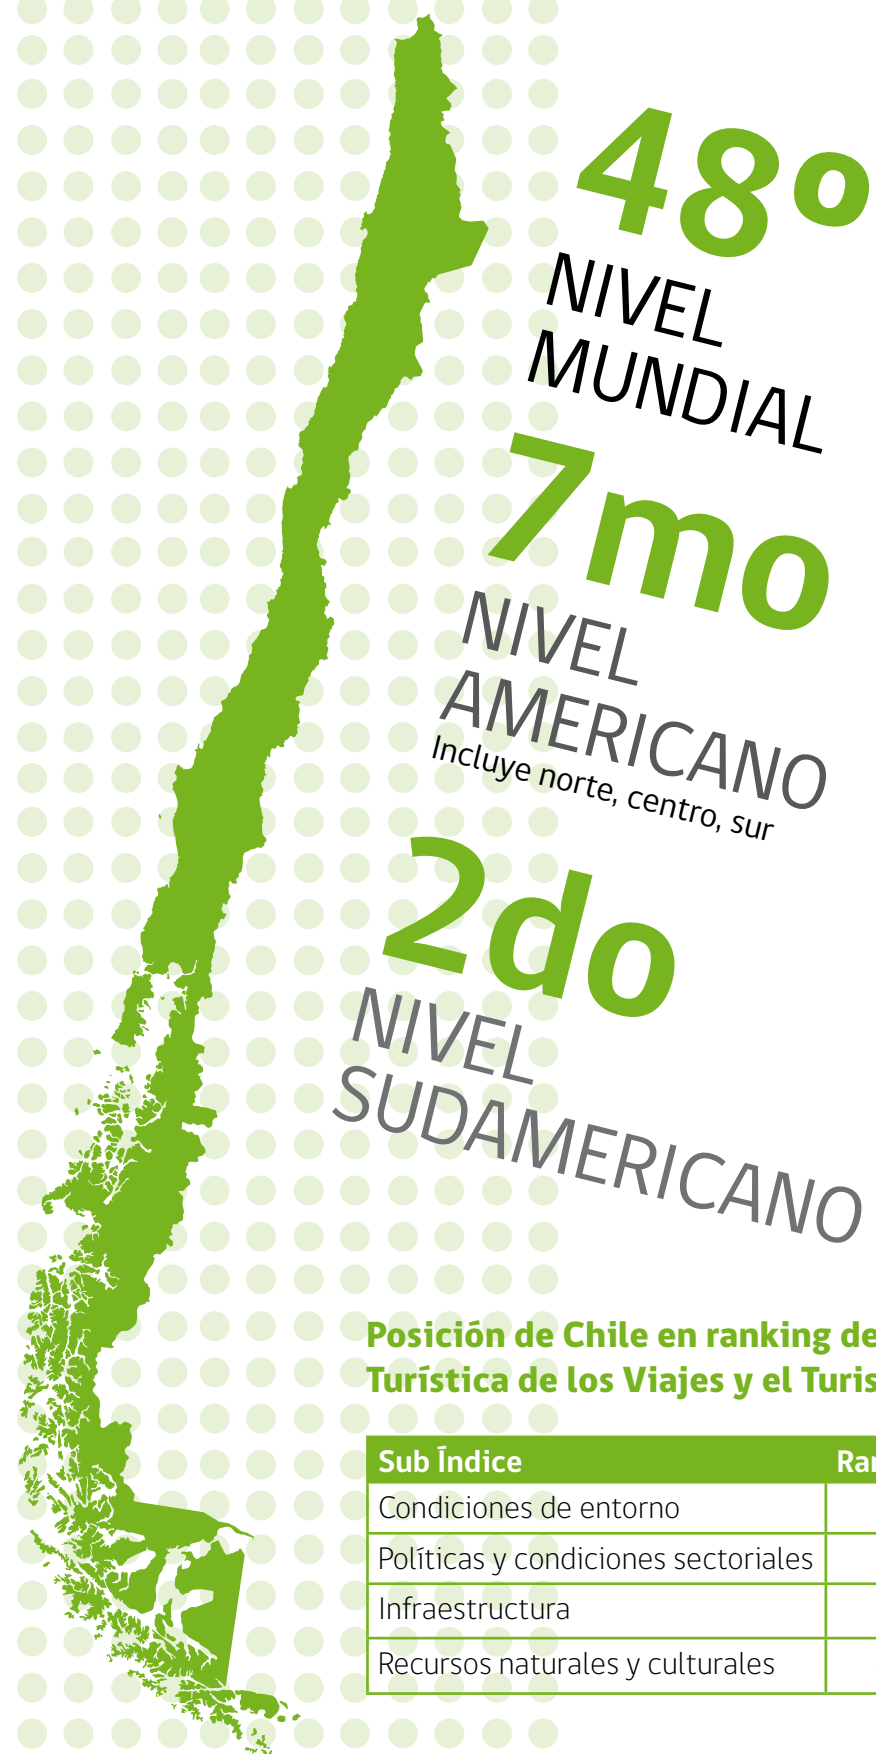 48º
NIVEL
MUNDIAL
7mo
NIVEL
AMERICANO
Incluye norte, centro, sur
2do
NIVEL
SUDAMERICANO
Posición de Chile en ranking de
Turística de los Viajes y el
Sub Índice
Condiciones de entorno
Políticas y condiciones sectoriales
Infraestructura
Recursos naturales y culturales